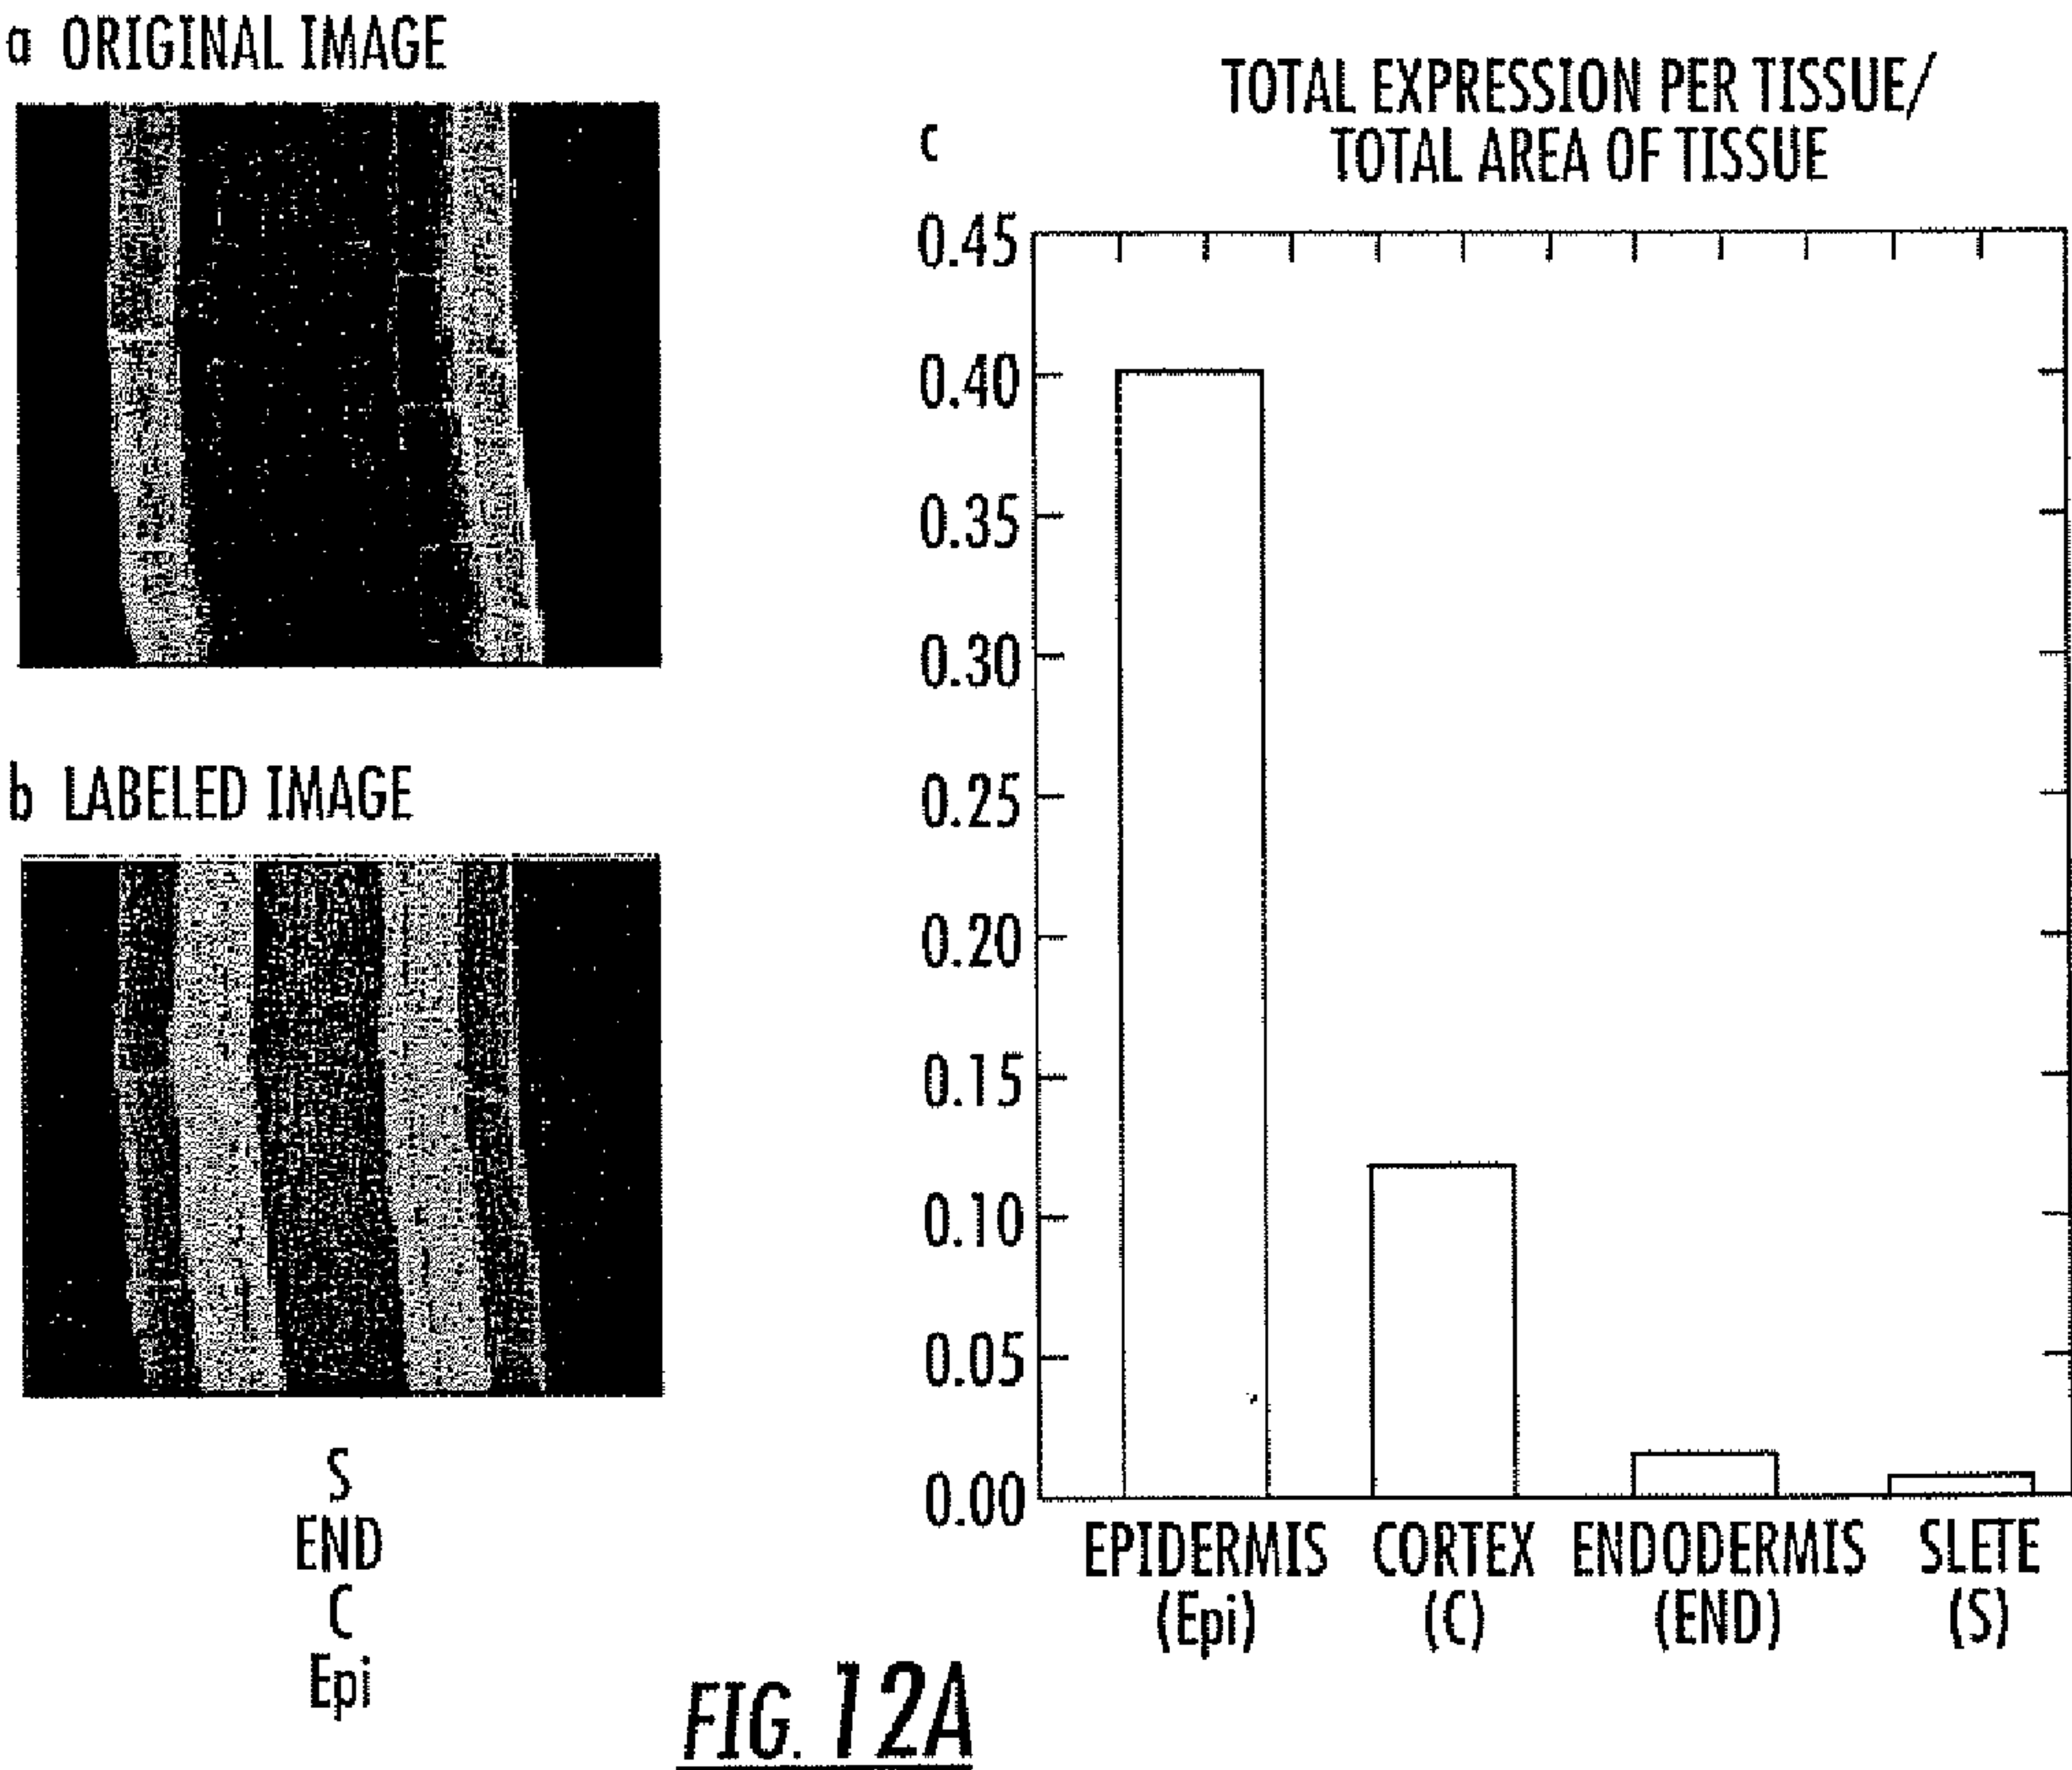 a ORIGINAL IMAGE
b LABELED IMAGE
S
END
C
Epi
c
TOTAL EXPRESSION PER TISSUE/
TOTAL AREA OF TISSUE
0.45
0.40
0.35
0.30
0.25
0.20
0.15
0.10
0.05
0.00
EPIDERMIS CORTEX ENDODERMIS SLETE
(Epi) (C) (END) (S)
FIG. 12A